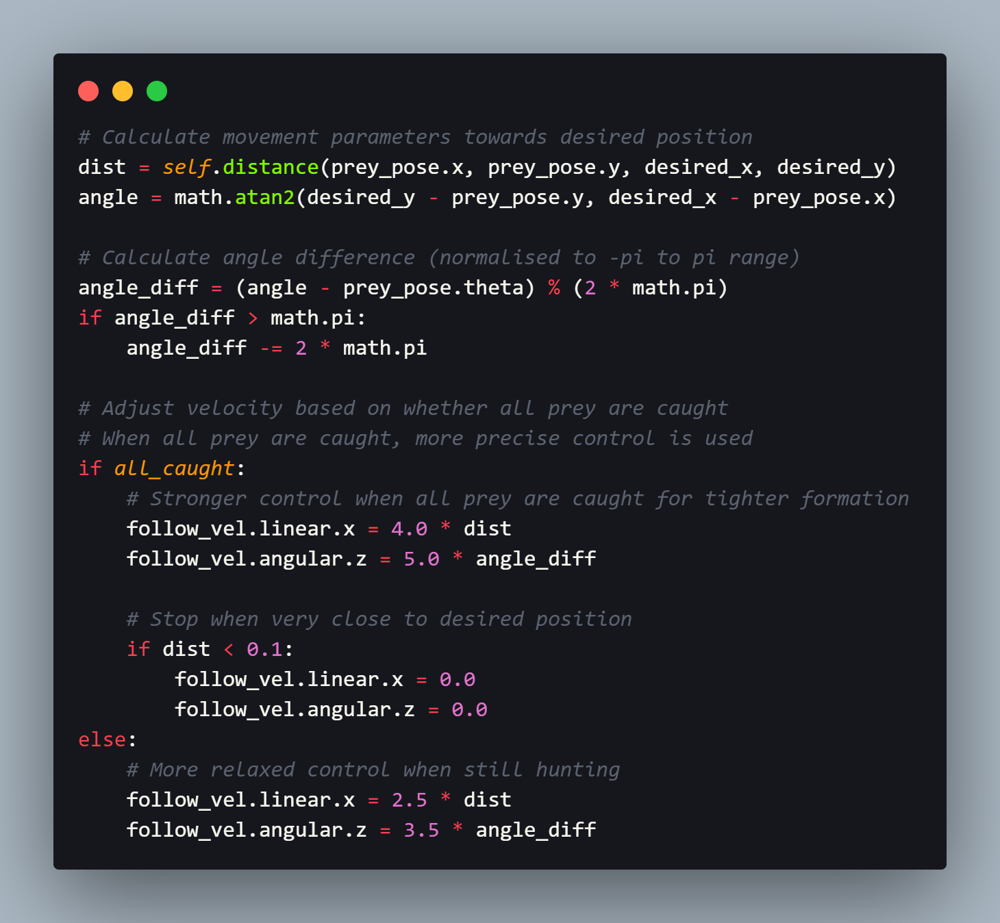 # Calculate movement parameters towards desired position
dist = self.distance(prey_pose.x, prey_pose.y, desired_x, desired_y)
angle = math.atan2(desired_y - prey_pose.y, desired_x - prey_pose.x)

# Calculate angle difference (normalised to -pi to pi range)
angle_diff = (angle - prey_pose.theta) % (2 * math.pi)
if angle_diff > math.pi:
    angle_diff -= 2 * math.pi

# Adjust velocity based on whether all prey are caught
# When all prey are caught, more precise control is used
if all_caught:
    # Stronger control when all prey are caught for tighter formation
    follow_vel.linear.x = 4.0 * dist
    follow_vel.angular.z = 5.0 * angle_diff

    # Stop when very close to desired position
    if dist < 0.1:
        follow_vel.linear.x = 0.0
        follow_vel.angular.z = 0.0
else:
    # More relaxed control when still hunting
    follow_vel.linear.x = 2.5 * dist
    follow_vel.angular.z = 3.5 * angle_diff